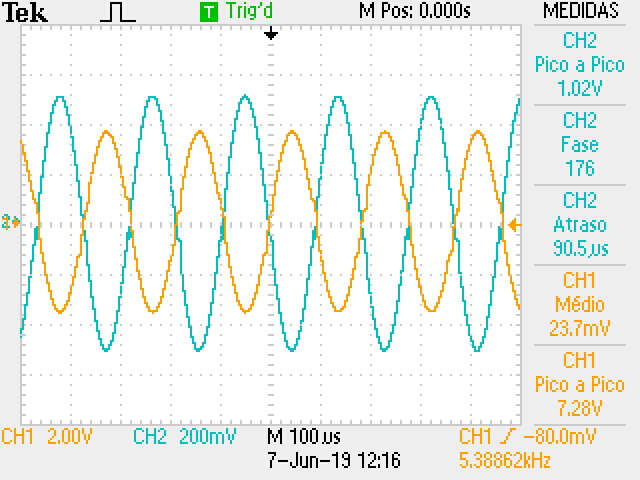 Tek T Trig'd M Pos: 0.000s MEDIDAS
CH2
Pico a Pico
1.02V
CH2
Fase
176
CH2
Atraso
90.5µs
CH1
Médio
23.7mV
CH1
Pico a Pico
7.28V
CH1 2.00V CH2 200mV M 100µs CH1 -80.0mV
7-Jun-19 12:16 5.38862kHz